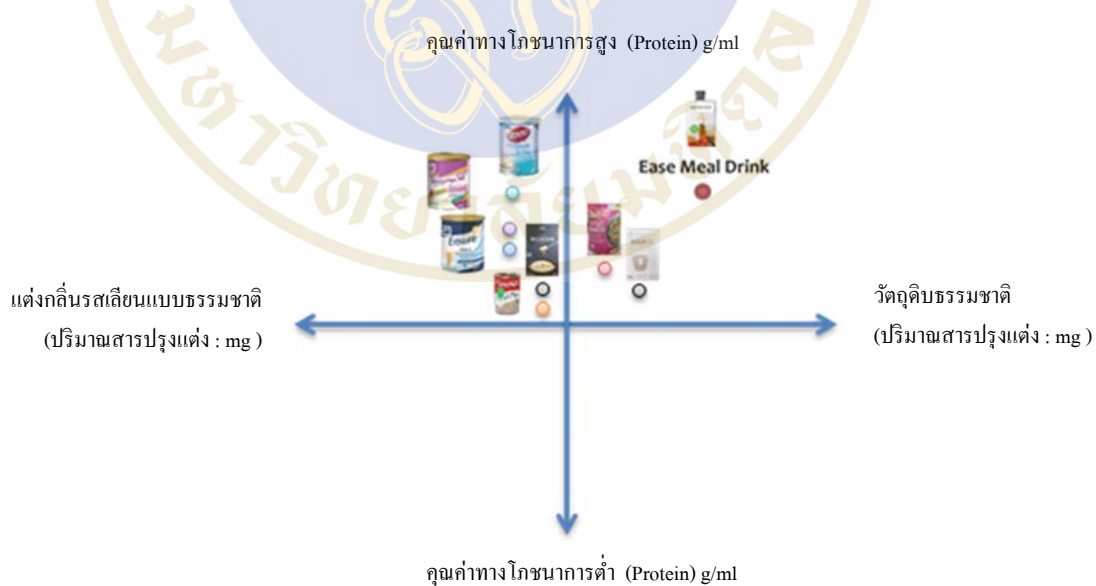 คุณค่าทางโภชนาการสูง (Protein) g/ml
Ease Meal Drink
แต่งกลิ่นรสเลียนแบบธรรมชาติ
(ปริมาณสารปรุงแต่ง : mg )
วัตถุดิบธรรมชาติ
(ปริมาณสารปรุงแต่ง : mg )
คุณค่าทางโภชนาการต่ำ (Protein) g/ml